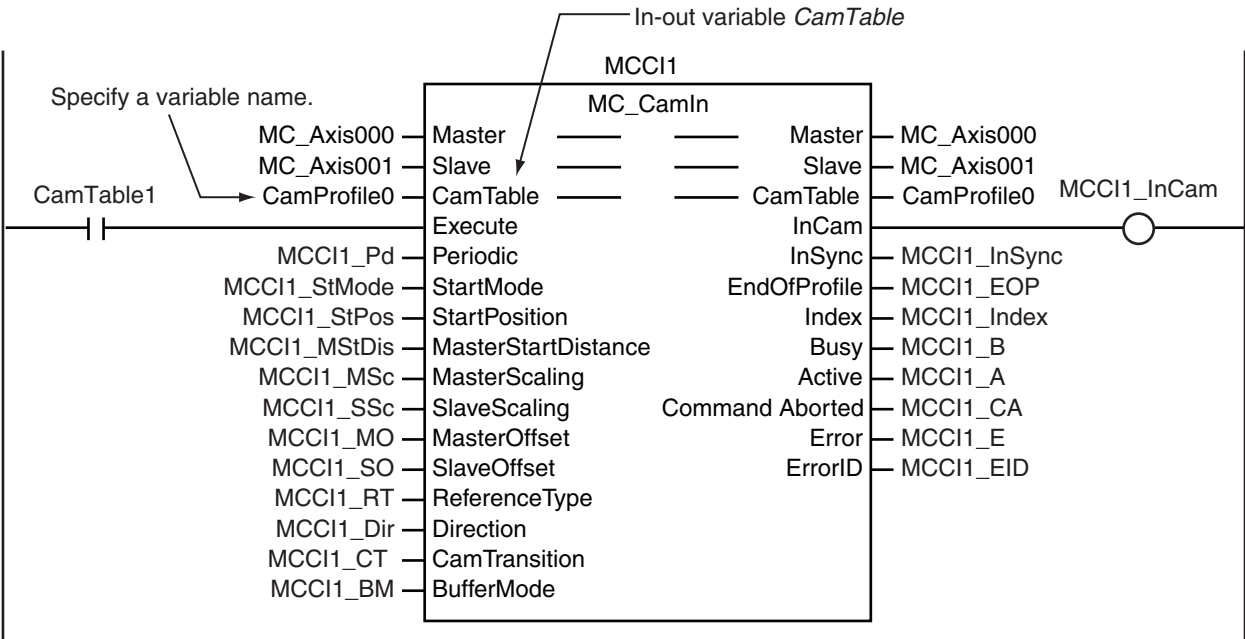 In-out variable CamTable
MCCI1
Specify a variable name.
MC_CamIn
MC_Axis000 Master Master MC_Axis000
MC_Axis001 Slave Slave MC_Axis001
CamTable1 CamProfile0 CamTable CamTable CamProfile0 MCCI1_InCam
Execute InCam
MCCI1_Pd Periodic InSync MCCI1_InSync
MCCI1_StMode StartMode EndOfProfile MCCI1_EOP
MCCI1_StPos StartPosition Index MCCI1_Index
MCCI1_MStDis MasterStartDistance Busy MCCI1_B
MCCI1_MSc MasterScaling Active MCCI1_A
MCCI1_SSc SlaveScaling Command Aborted MCCI1_CA
MCCI1_MO MasterOffset Error MCCI1_E
MCCI1_SO SlaveOffset ErrorID MCCI1_EID
MCCI1_RT ReferenceType
MCCI1_Dir Direction
MCCI1_CT CamTransition
MCCI1_BM BufferMode